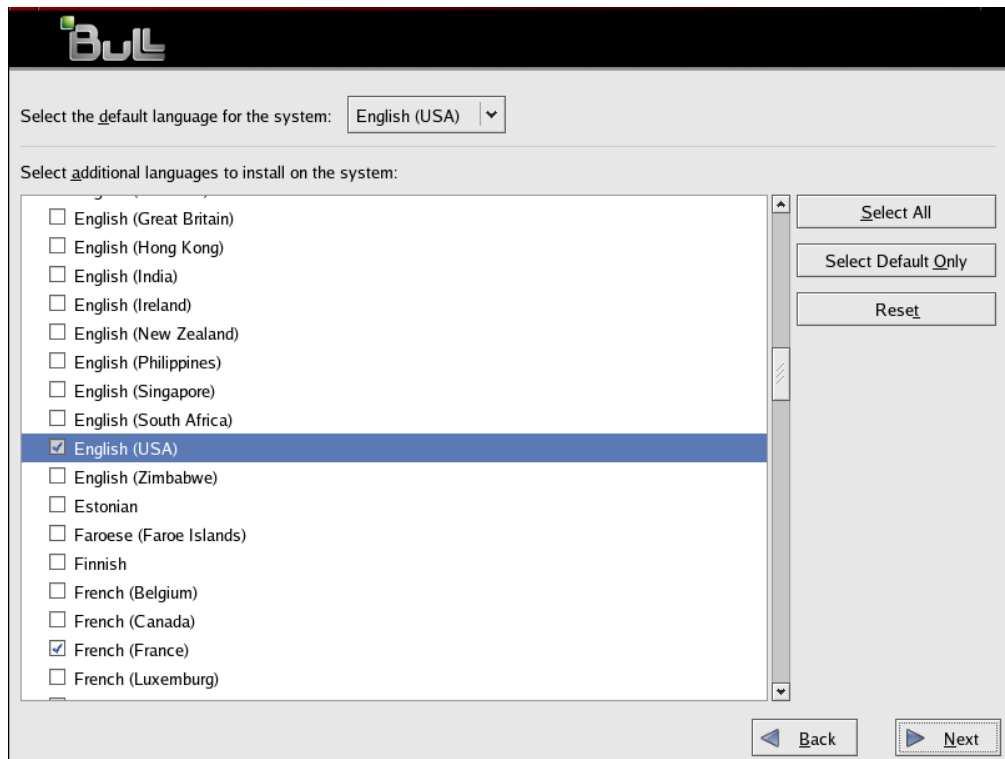 Bull
Select the default language for the system: English (USA)
Select additional languages to install on the system:
English (Great Britain)
English (Hong Kong)
English (India)
English (Ireland)
English (New Zealand)
English (Philippines)
English (Singapore)
English (South Africa)
English (USA)
English (Zimbabwe)
Estonian
Faroese (Faroe Islands)
Finnish
French (Belgium)
French (Canada)
French (France)
French (Luxemburg)
Select All
Select Default Only
Reset
Back
Next